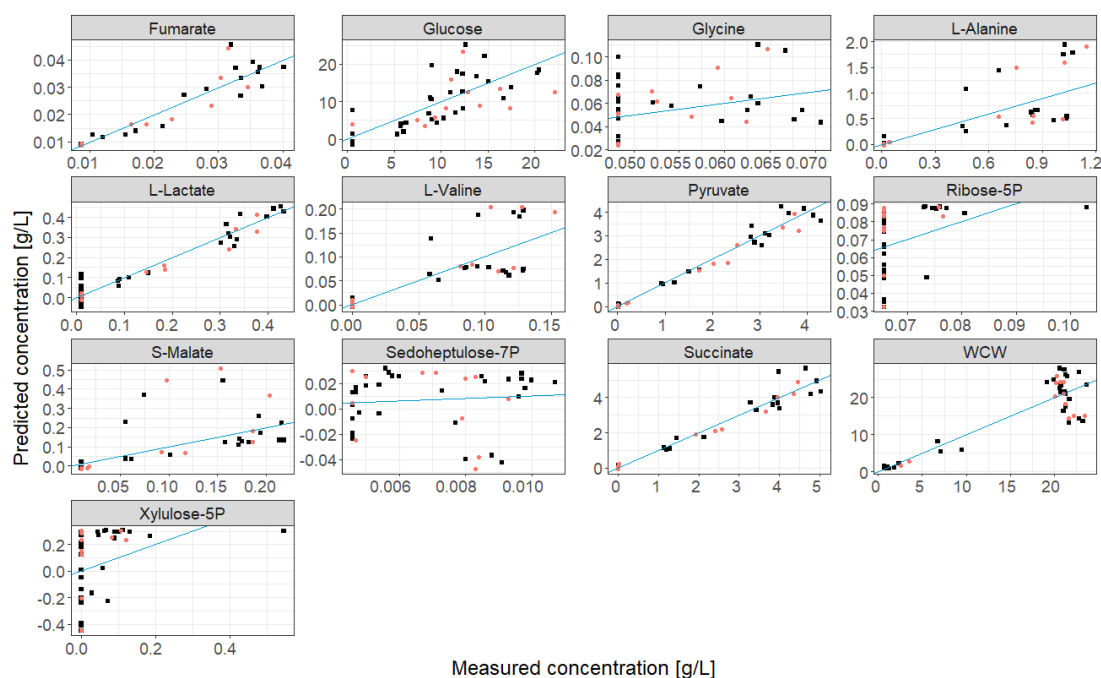 Fumarate Glucose Glycine L-Alanine
0.04 0.03 0.02 0.01
20 10 0
0.10 0.08 0.06 0.04 0.02
2.0 1.5 1.0 0.5 0.0
0.01 0.02 0.03 0.04
0 5 10 15 20
0.050 0.055 0.060 0.065 0.070
0.0 0.3 0.6 0.9 1.2
L-Lactate L-Valine Pyruvate Ribose-5P
0.4 0.3 0.2 0.1 0.0
0.20 0.15 0.10 0.05 0.00
4 3 2 1 0
0.09 0.08 0.07 0.06 0.05 0.04 0.03
0.0 0.1 0.2 0.3 0.4
0.00 0.05 0.10 0.15
0 1 2 3 4
0.07 0.08 0.09 0.10
S-Malate Sedoheptulose-7P Succinate WCW
0.5 0.4 0.3 0.2 0.1 0.0
0.02 0.00 -0.02 -0.04
6 4 2 0
20 10 0
0.05 0.10 0.15 0.20
0.006 0.008 0.010
0 1 2 3 4 5
0 5 10 15 20
Xylulose-5P
0.2 0.0 -0.2 -0.4
0.0 0.2 0.4
Predicted concentration [g/L]
Measured concentration [g/L]